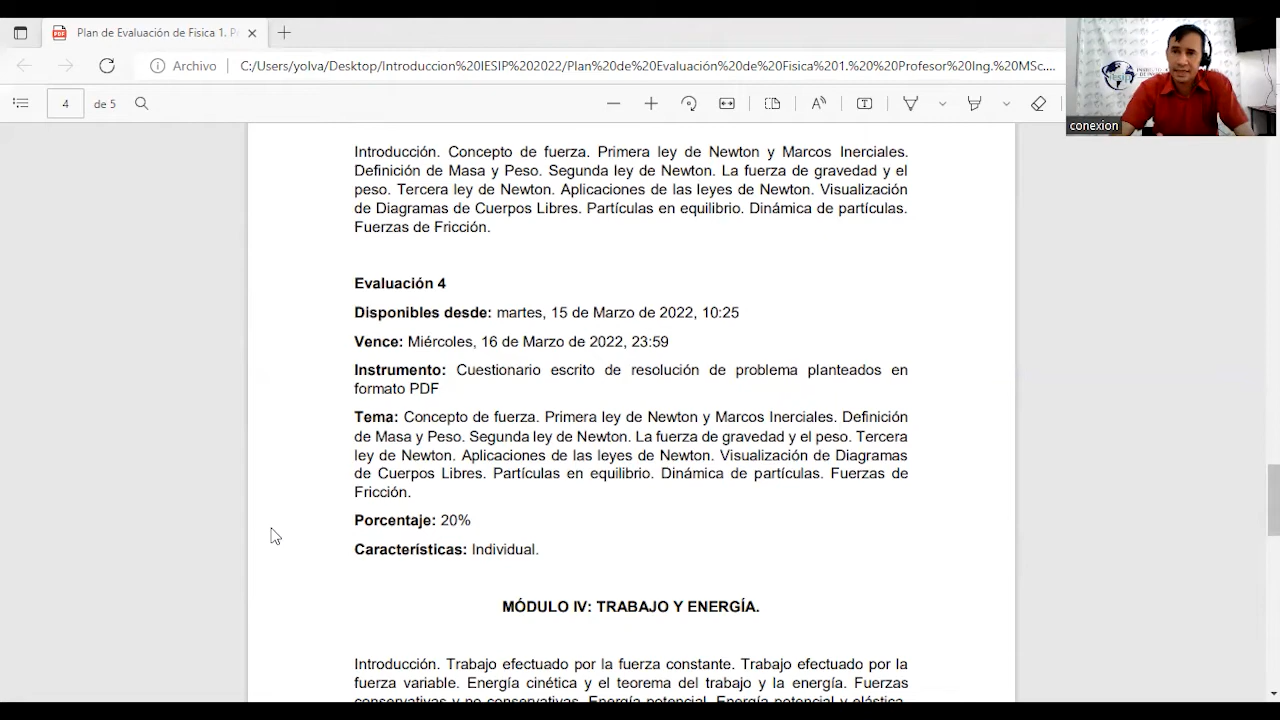 Plan de Evaluación de Fisica 1. P
Archivo
C:/Users/yolva/Desktop/Introduccion%20IESIP%202022/Plan%20de%20Evaluación%20de%20Fisica%201.%20%20Profesor%20Ing.%20MSc....
4 de 5
conexion
Introducción. Concepto de fuerza. Primera ley de Newton y Marcos Inerciales.
Definición de Masa y Peso. Segunda ley de Newton. La fuerza de gravedad y el
peso. Tercera ley de Newton. Aplicaciones de las leyes de Newton. Visualización
de Diagramas de Cuerpos Libres. Partículas en equilibrio. Dinámica de partículas.
Fuerzas de Fricción.
Evaluación 4
Disponibles desde: martes, 15 de Marzo de 2022, 10:25
Vence: Miércoles, 16 de Marzo de 2022, 23:59
Instrumento: Cuestionario escrito de resolución de problema planteados en
formato PDF
Tema: Concepto de fuerza. Primera ley de Newton y Marcos Inerciales. Definición
de Masa y Peso. Segunda ley de Newton. La fuerza de gravedad y el peso. Tercera
ley de Newton. Aplicaciones de las leyes de Newton. Visualización de Diagramas
de Cuerpos Libres. Partículas en equilibrio. Dinámica de partículas. Fuerzas de
Fricción.
Porcentaje: 20%
Características: Individual.
MÓDULO IV: TRABAJO Y ENERGÍA.
Introducción. Trabajo efectuado por la fuerza constante. Trabajo efectuado por la
fuerza variable. Energía cinética y el teorema del trabajo y la energía. Fuerzas
conservativas y no conservativas. Energía potencial. Energía potencial y elástica.